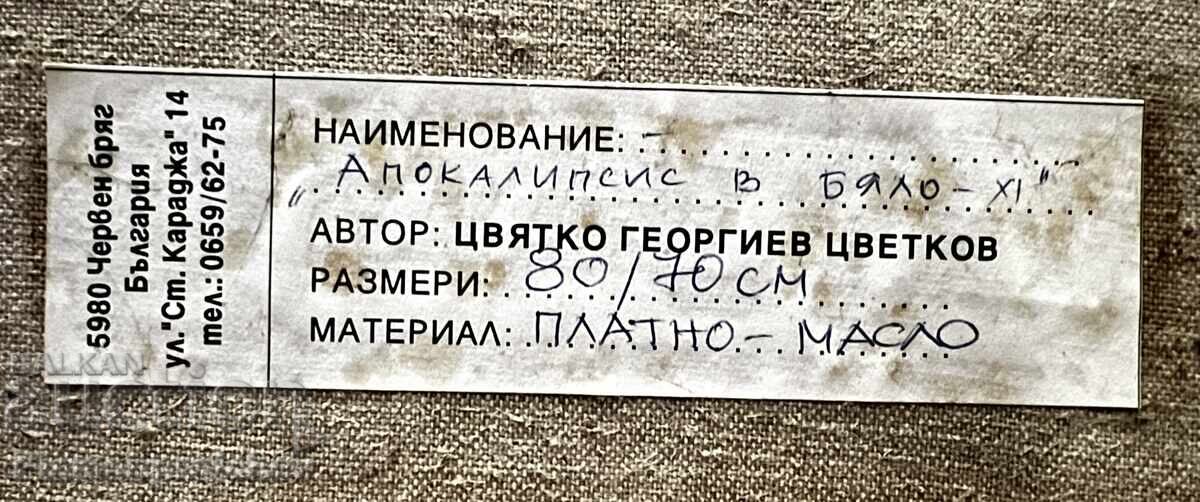 5980 Червен бряг
България
ул."Ст. Караджа" 14
тел.: 0659/62-75
НАИМЕНОВАНИЕ: -
„Апокалипсис в бяло-XI"
АВТОР: ЦВЯТКО ГЕОРГИЕВ ЦВЕТКОВ
РАЗМЕРИ: 80/70 см
МАТЕРИАЛ: ПЛАТНО - МАСЛО
BALKAN